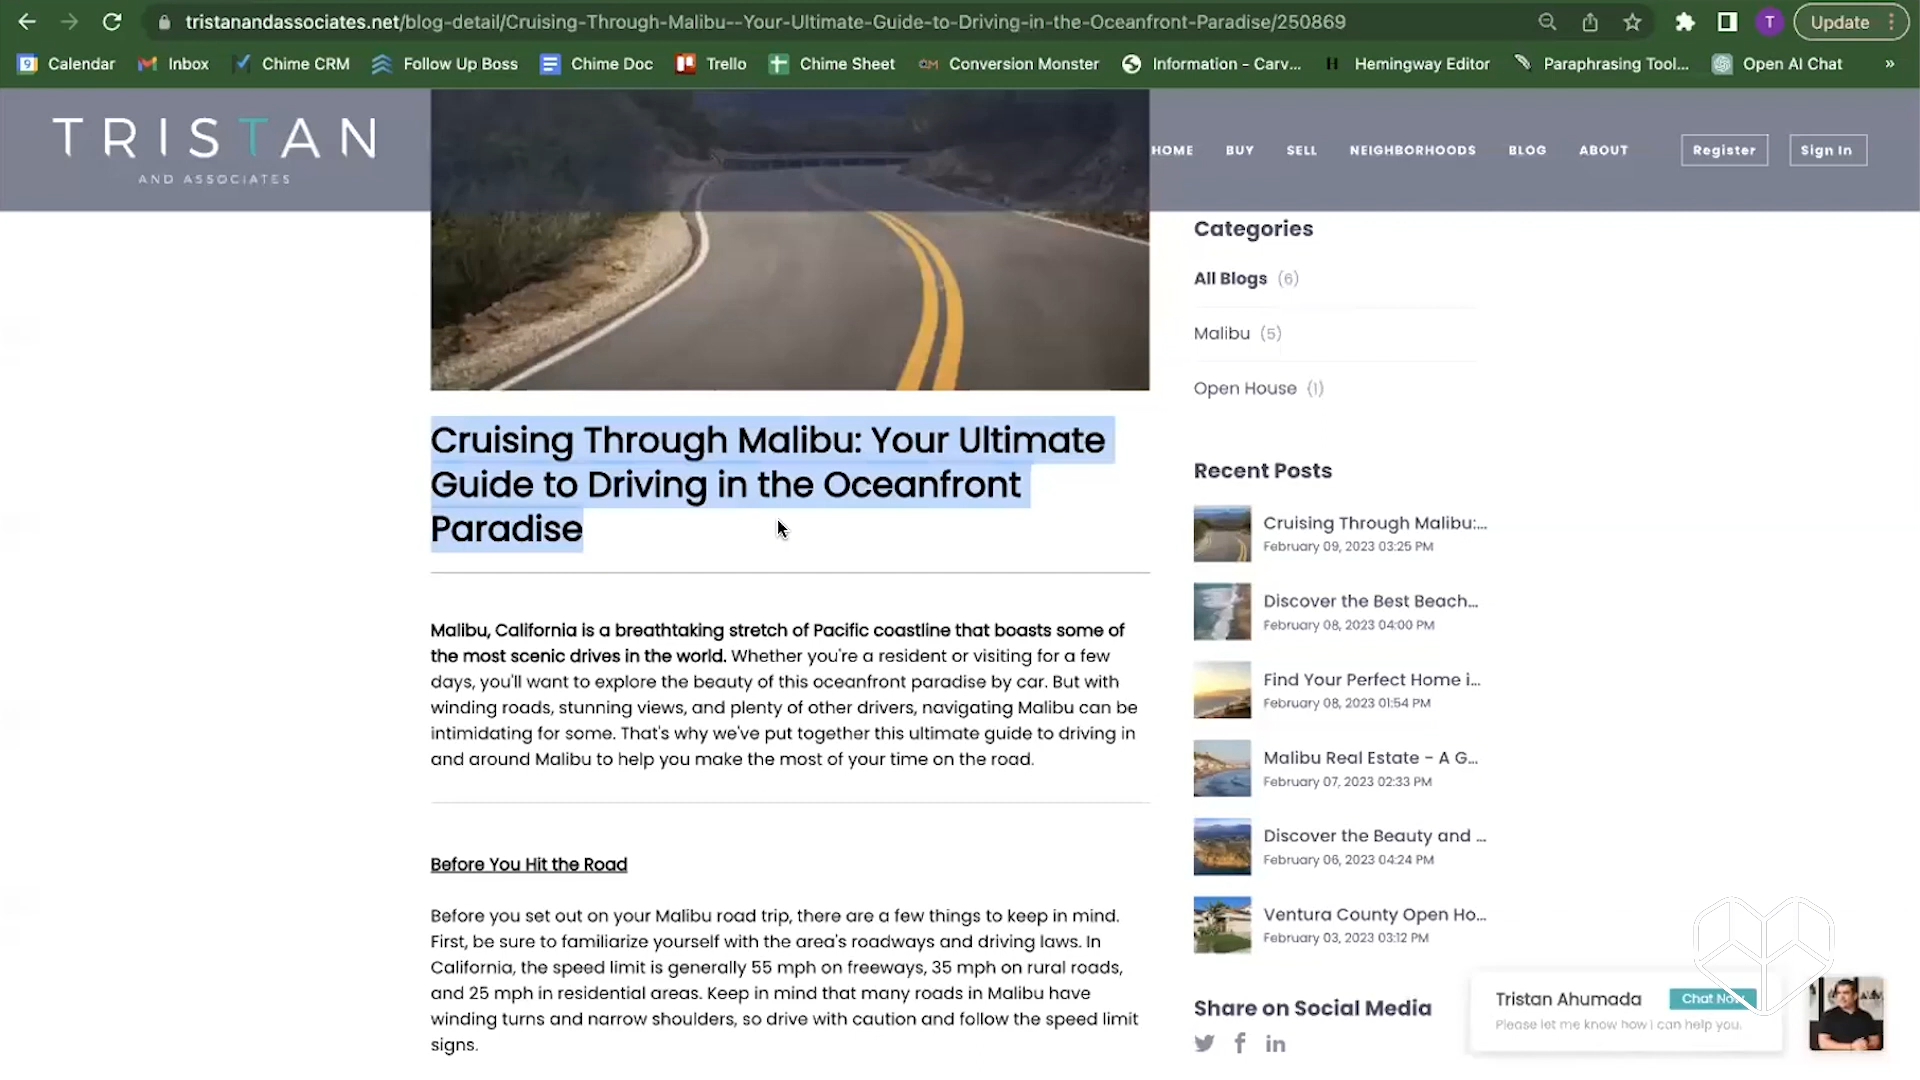 tristanandassociates.net/blog-detail/Cruising-Through-Malibu--Your-Ultimate-Guide-to-Driving-in-the-Oceanfront-Paradise/250869
T
Update
9
Calendar
Inbox
Chime CRM
Follow Up Boss
Chime Doc
Trello
Chime Sheet
CM
Conversion Monster
Information - Carv...
H
Hemingway Editor
Paraphrasing Tool...
Open AI Chat
»
TRISTAN
AND ASSOCIATES
HOME
BUY
SELL
NEIGHBORHOODS
BLOG
ABOUT
Register
Sign In
Cruising Through Malibu: Your Ultimate
Guide to Driving in the Oceanfront
Paradise
Malibu, California is a breathtaking stretch of Pacific coastline that boasts some of
the most scenic drives in the world. Whether you're a resident or visiting for a few
days, you'll want to explore the beauty of this oceanfront paradise by car. But with
winding roads, stunning views, and plenty of other drivers, navigating Malibu can be
intimidating for some. That's why we've put together this ultimate guide to driving in
and around Malibu to help you make the most of your time on the road.
Before You Hit the Road
Before you set out on your Malibu road trip, there are a few things to keep in mind.
First, be sure to familiarize yourself with the area's roadways and driving laws. In
California, the speed limit is generally 55 mph on freeways, 35 mph on rural roads,
and 25 mph in residential areas. Keep in mind that many roads in Malibu have
winding turns and narrow shoulders, so drive with caution and follow the speed limit
signs.
Categories
All Blogs (6)
Malibu (5)
Open House (1)
Recent Posts
Cruising Through Malibu:...
February 09, 2023 03:25 PM
Discover the Best Beach...
February 08, 2023 04:00 PM
Find Your Perfect Home i...
February 08, 2023 01:54 PM
Malibu Real Estate - A G...
February 07, 2023 02:33 PM
Discover the Beauty and ...
February 06, 2023 04:24 PM
Ventura County Open Ho...
February 03, 2023 03:12 PM
Share on Social Media
Tristan Ahumada
Chat Now
Please let me know how I can help you.